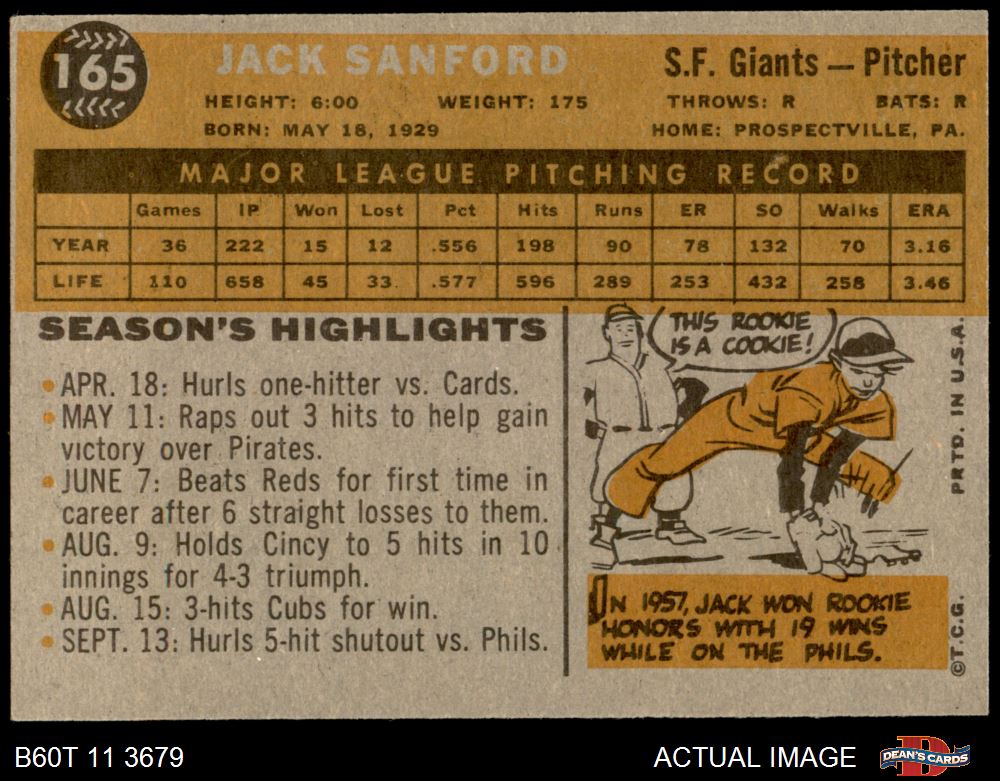 165
JACK SANFORD
S.F. Giants — Pitcher
HEIGHT: 6:00 WEIGHT: 175 THROWS: R BATS: R
BORN: MAY 18, 1929 HOME: PROSPECTVILLE, PA.
MAJOR LEAGUE PITCHING RECORD
Games IP Won Lost Pct Hits Runs ER SO Walks ERA
YEAR 36 222 15 12 .556 198 90 78 132 70 3.16
LIFE 110 658 45 33 .577 596 289 253 432 258 3.46
SEASON'S HIGHLIGHTS
• APR. 18: Hurls one-hitter vs. Cards.
• MAY 11: Raps out 3 hits to help gain
victory over Pirates.
• JUNE 7: Beats Reds for first time in
career after 6 straight losses to them.
• AUG. 9: Holds Cincy to 5 hits in 10
innings for 4-3 triumph.
• AUG. 15: 3-hits Cubs for win.
• SEPT. 13: Hurls 5-hit shutout vs. Phils.
THIS ROOKIE
IS A COOKIE!
IN 1957, JACK WON ROOKIE
HONORS WITH 19 WINS
WHILE ON THE PHILS.
©T.C.G. PRTD. IN U.S.A.
B60T 11 3679
ACTUAL IMAGE
DEAN'S CARDS